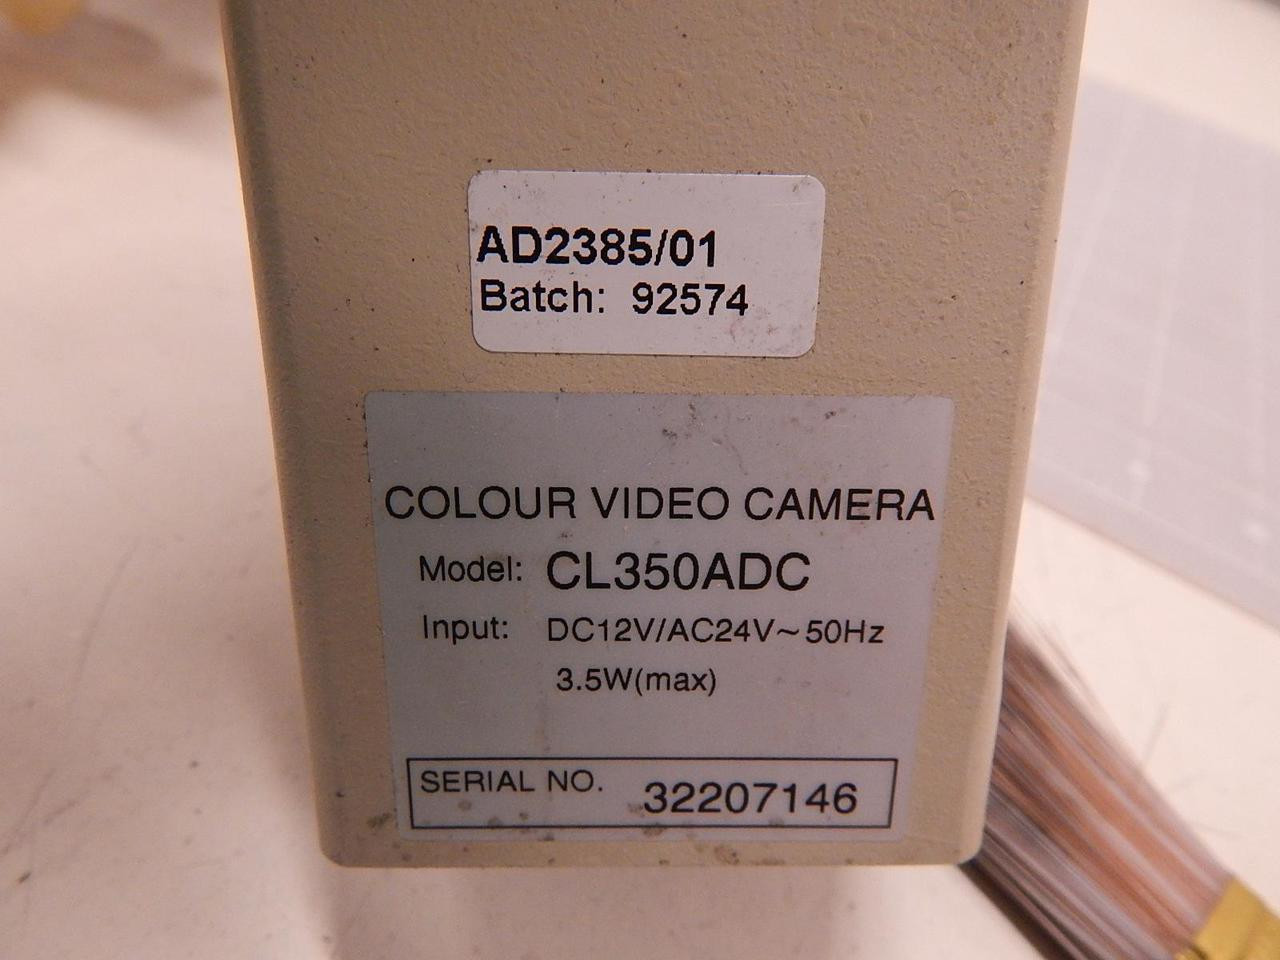 AD2385/01
Batch: 92574
COLOUR VIDEO CAMERA
Model: CL350ADC
Input: DC12V/AC24V~50Hz
3.5W(max)
SERIAL NO. 32207146